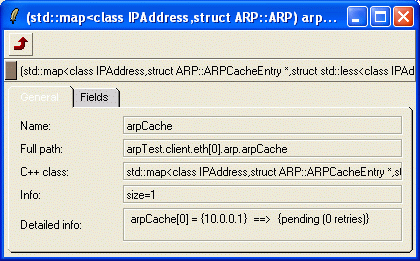 (std::map<class IPAddress,struct ARP::ARP) arp...
(std::map<class IPAddress,struct ARP::ARPCacheEntry *,struct std::less<class IPAd
General Fields
Name: arpCache
Full path: arpTest.client.eth[0].arp.arpCache
C++ class: std::map<class IPAddress,struct ARP::ARPCacheEntry *,st
Info: size=1
Detailed info: arpCache[0] = {10.0.0.1} ==> {pending (0 retries)}